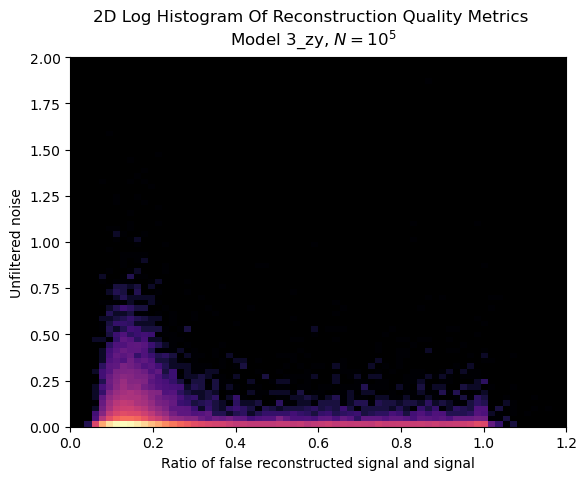 2D Log Histogram Of Reconstruction Quality Metrics
Model 3_zy, N = 10⁵
2.00
1.75
1.50
1.25
1.00
0.75
0.50
0.25
0.00
Unfiltered noise
0.0 0.2 0.4 0.6 0.8 1.0 1.2
Ratio of false reconstructed signal and signal